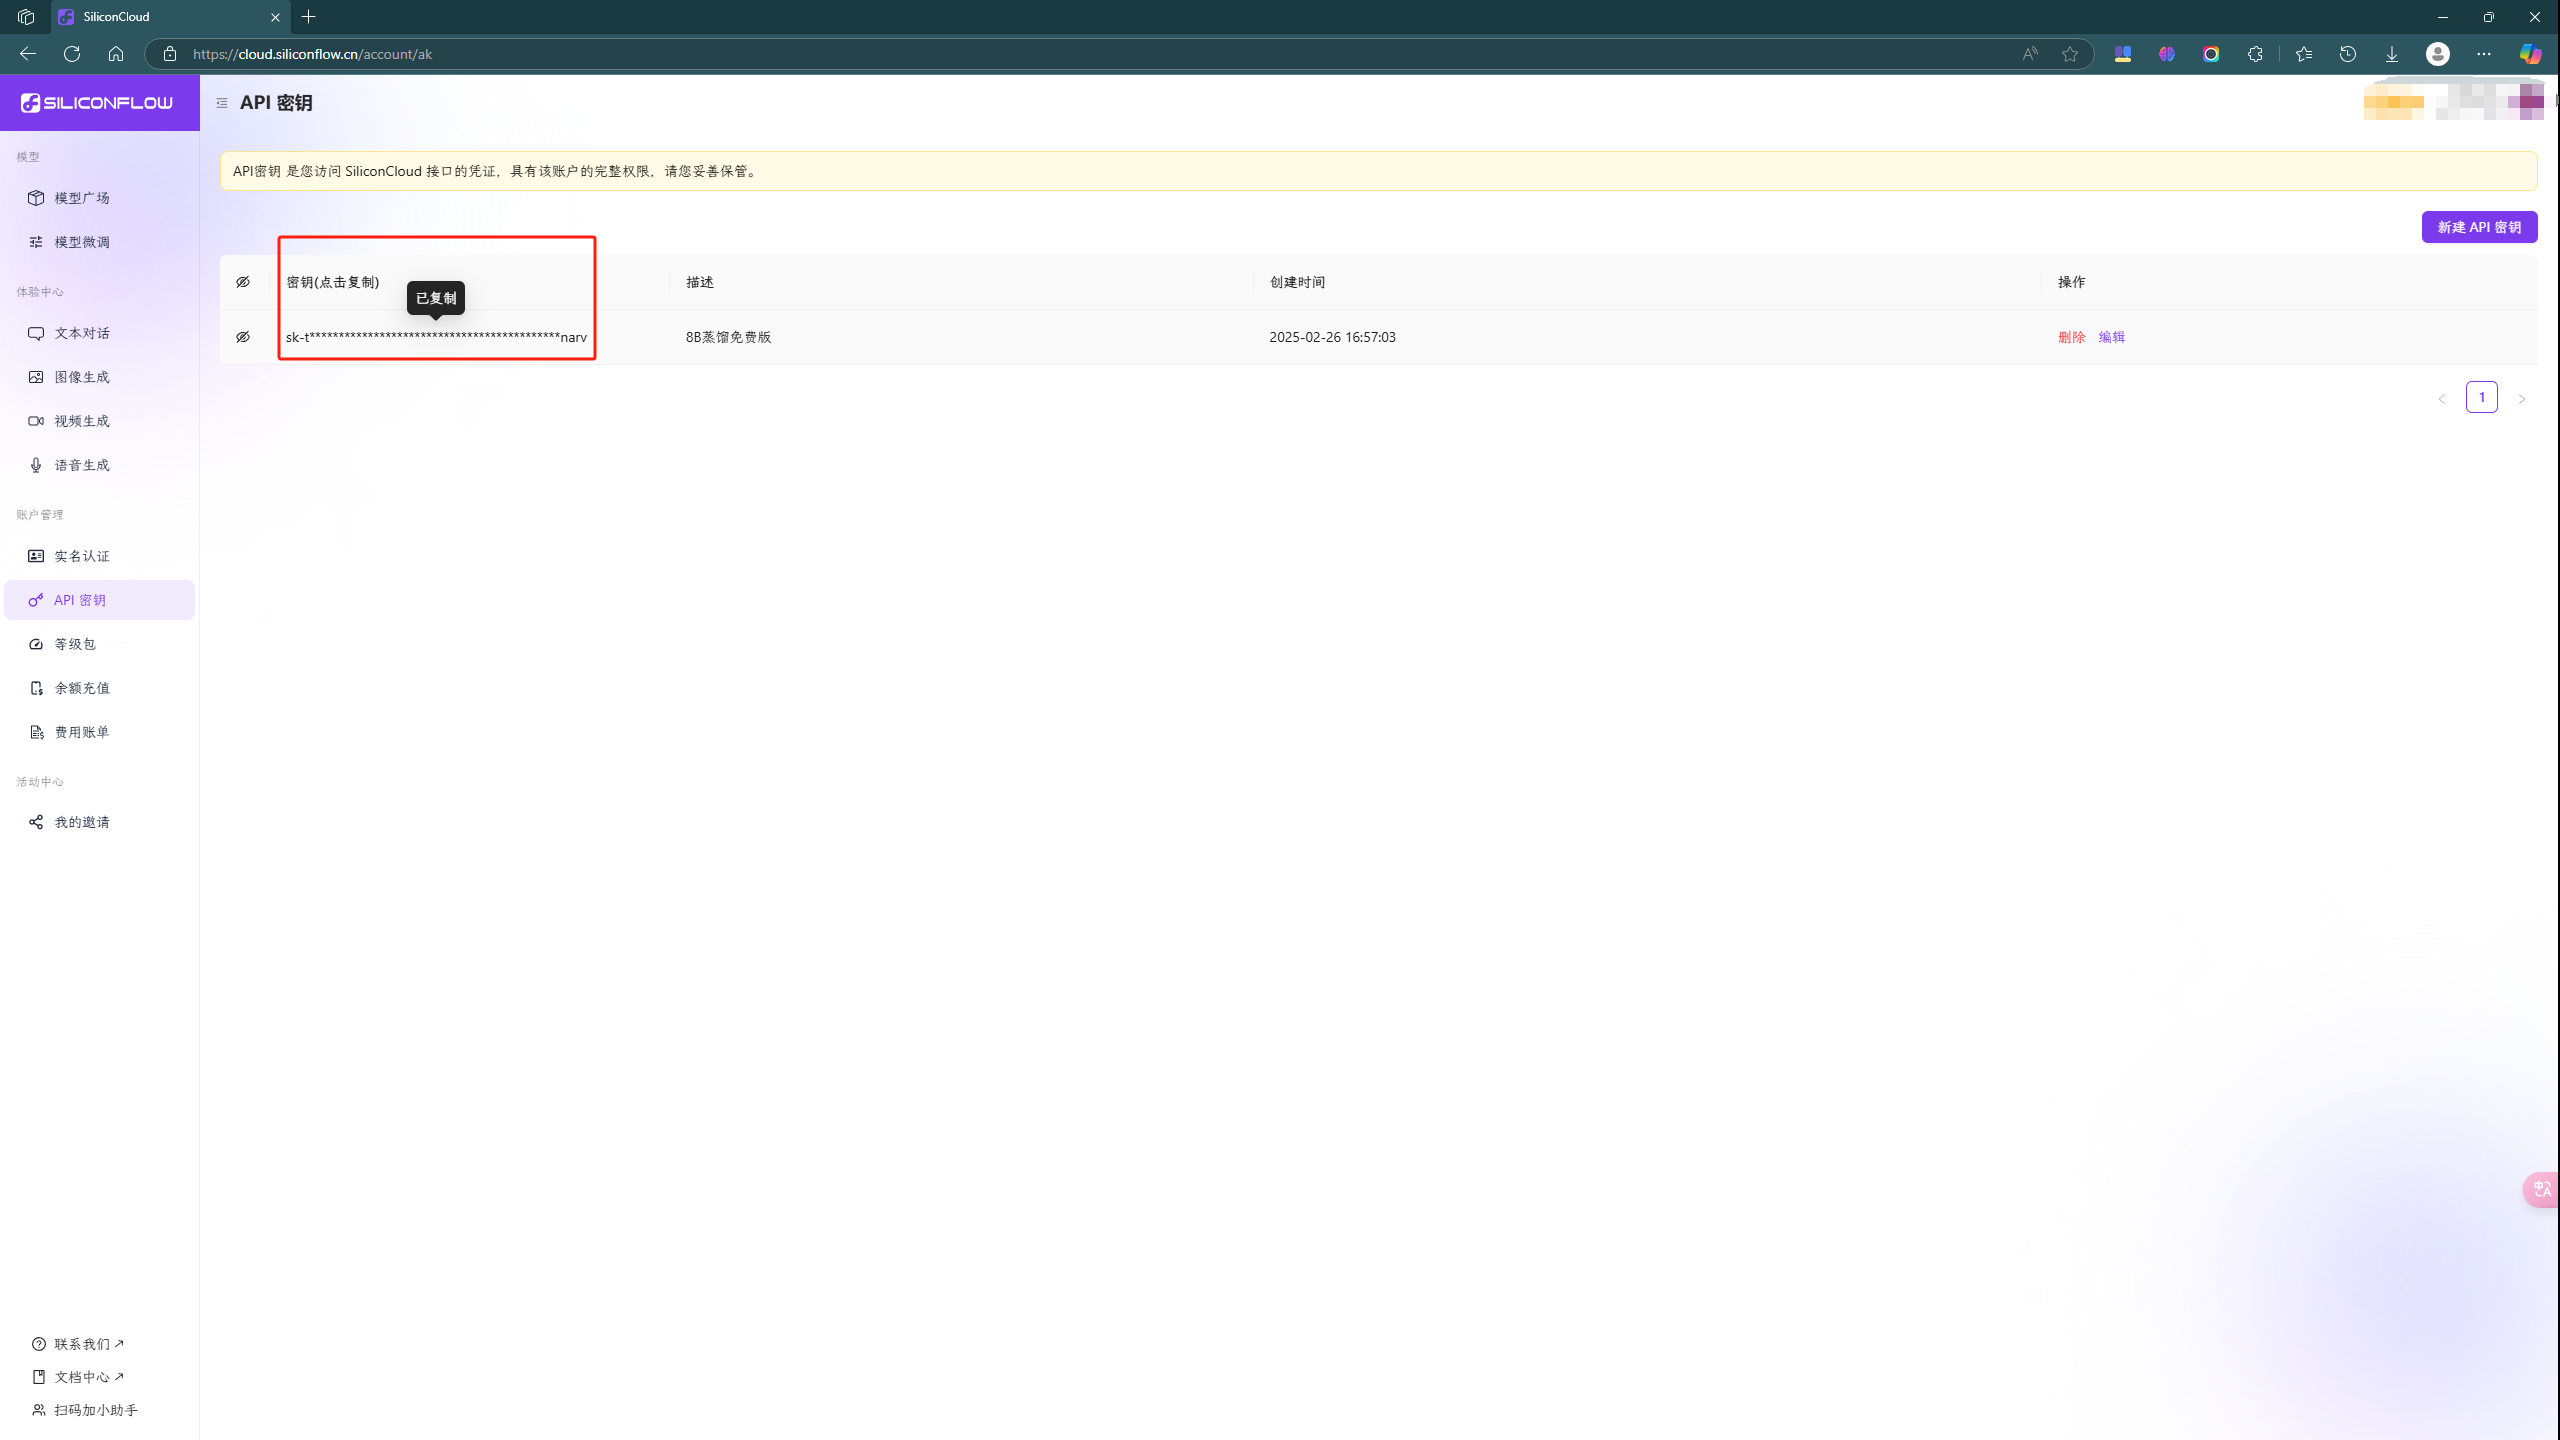 SiliconCloud
https://cloud.siliconflow.cn/account/ak
SILICONFLOW
API 密钥
模型
模型广场
模型微调
体验中心
文本对话
图像生成
视频生成
语音生成
账户管理
实名认证
API 密钥
等级包
余额充值
费用账单
活动中心
我的邀请
联系我们
文档中心
扫码加小助手
API密钥 是您访问 SiliconCloud 接口的凭证，具有该账户的完整权限，请您妥善保管。
新建 API 密钥
密钥(点击复制) 描述 创建时间 操作
已复制
sk-t********************************************narv 8B蒸馏免费版 2025-02-26 16:57:03 删除 编辑
1